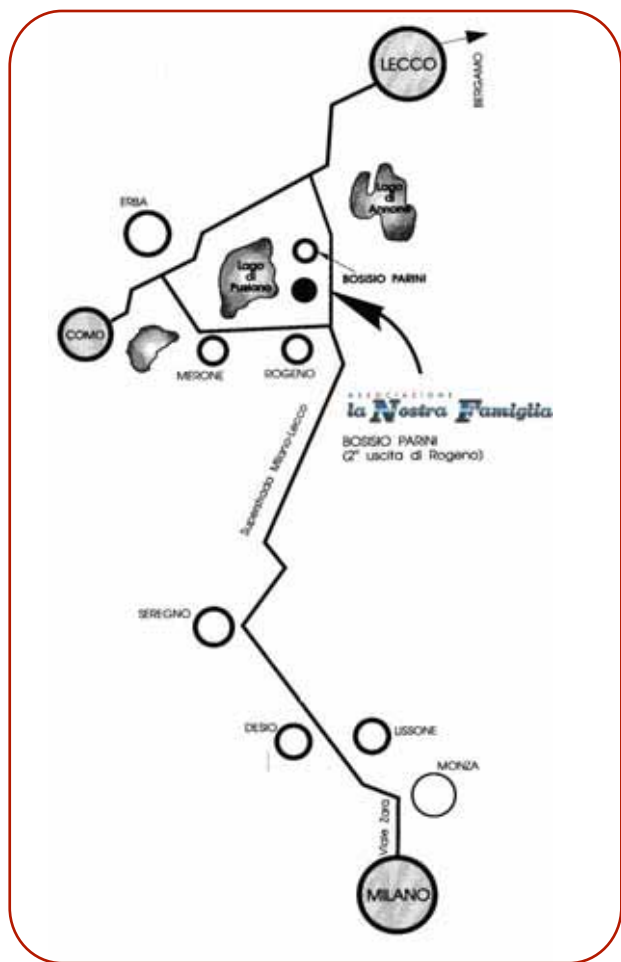 LECCO
BERGAMO
ERBA
Lago
di
Annone
Lago
di
Pusiano
BOSISIO PARINI
COMO
MERONE
ROGENO
ASSOCIAZIONE
la Nostra Famiglia
BOSISIO PARINI
(2° uscita di Rogeno)
Superstrada Milano-Lecco
SEREGNO
DESIO
LISSONE
MONZA
Viale Zara
MILANO